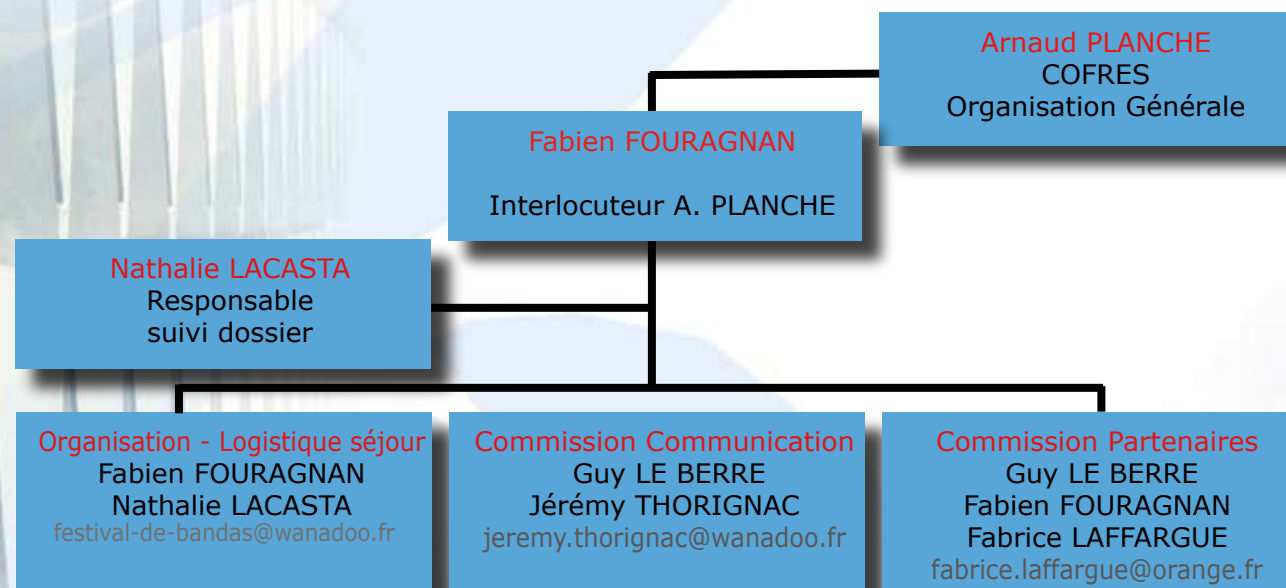 Arnaud PLANCHE
COFRES
Organisation Générale
Fabien FOURAGNAN
Interlocuteur A. PLANCHE
Nathalie LACASTA
Responsable
suivi dossier
Organisation - Logistique séjour
Fabien FOURAGNAN
Nathalie LACASTA
festival-de-bandas@wanadoo.fr
Commission Communication
Guy LE BERRE
Jérémy THORIGNAC
jeremy.thorignac@wanadoo.fr
Commission Partenaires
Guy LE BERRE
Fabien FOURAGNAN
Fabrice LAFFARGUE
fabrice.laffargue@orange.fr